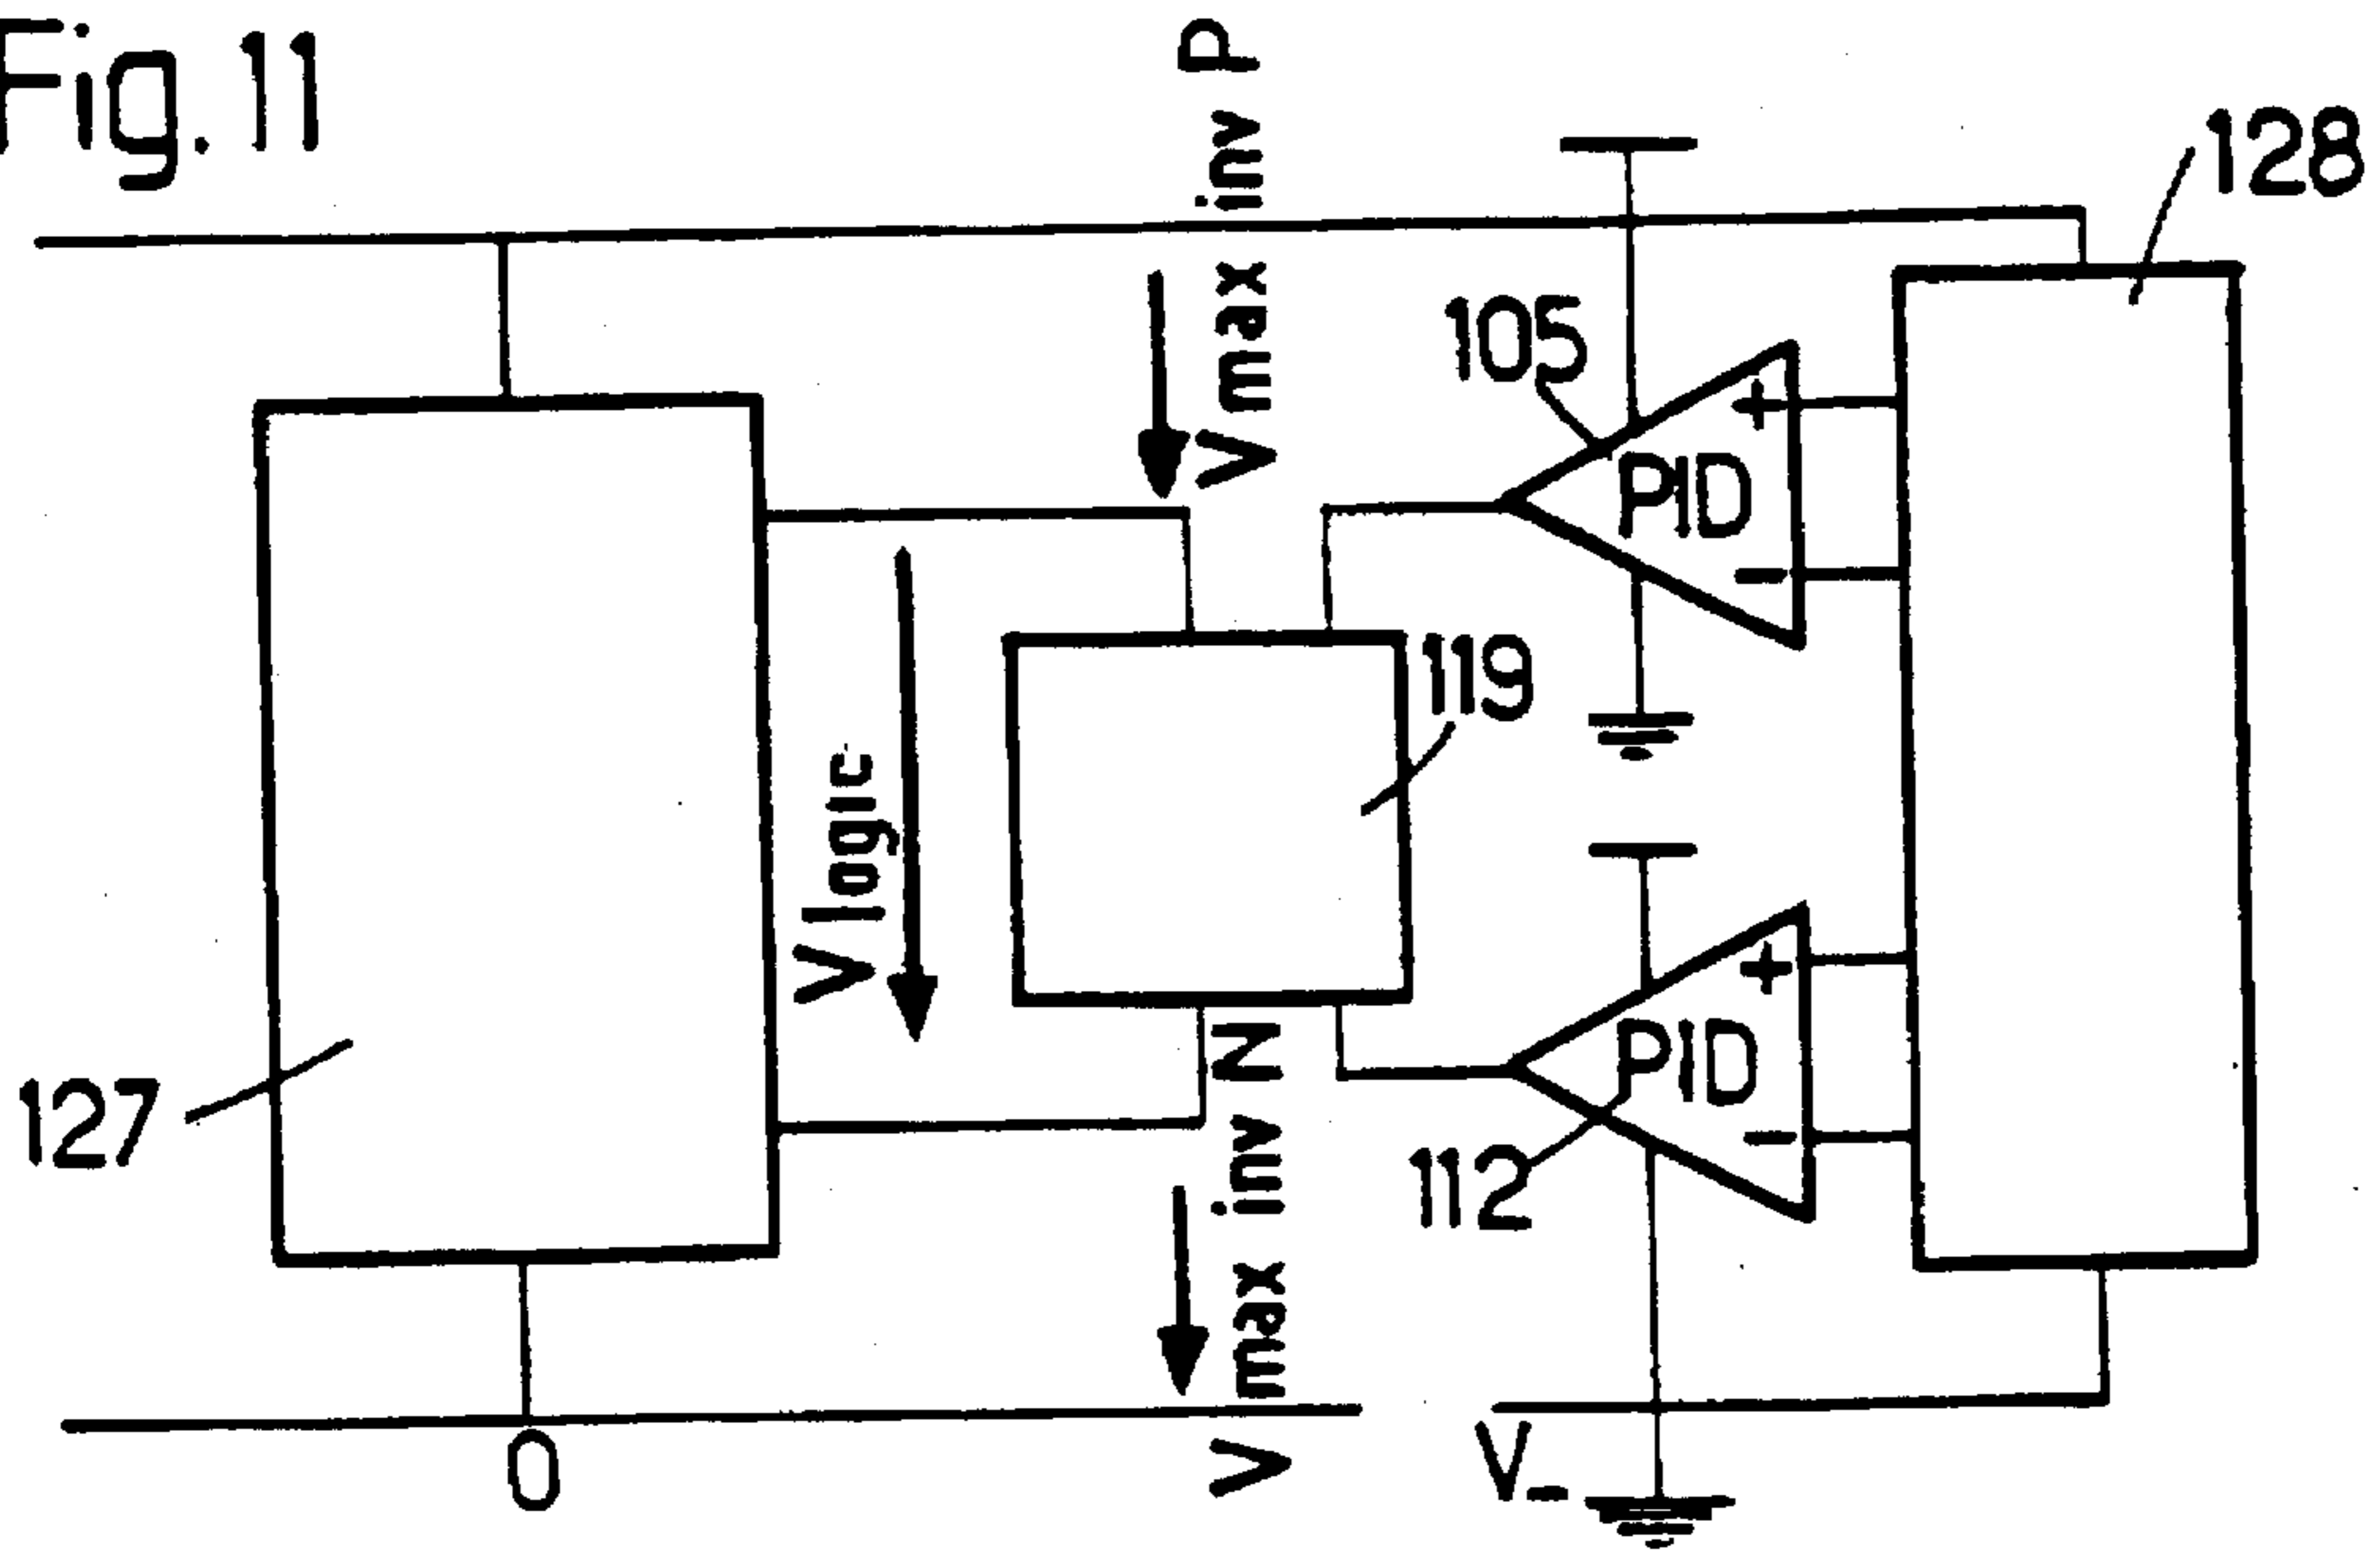 Fig. 11
128
V max inv P
105
PID
+
−
119
V logic
127
PID
+
−
112
V max inv N
0
V−